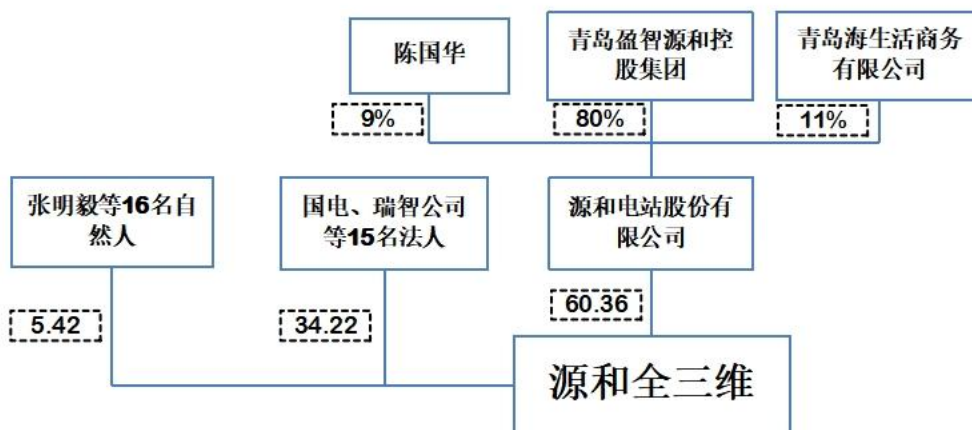 陈国华
青岛盈智源和控
股集团
青岛海生活商务
有限公司
9%
80%
11%
张明毅等16名自
然人
国电、瑞智公司
等15名法人
源和电站股份有
限公司
5.42
34.22
60.36
源和全三维